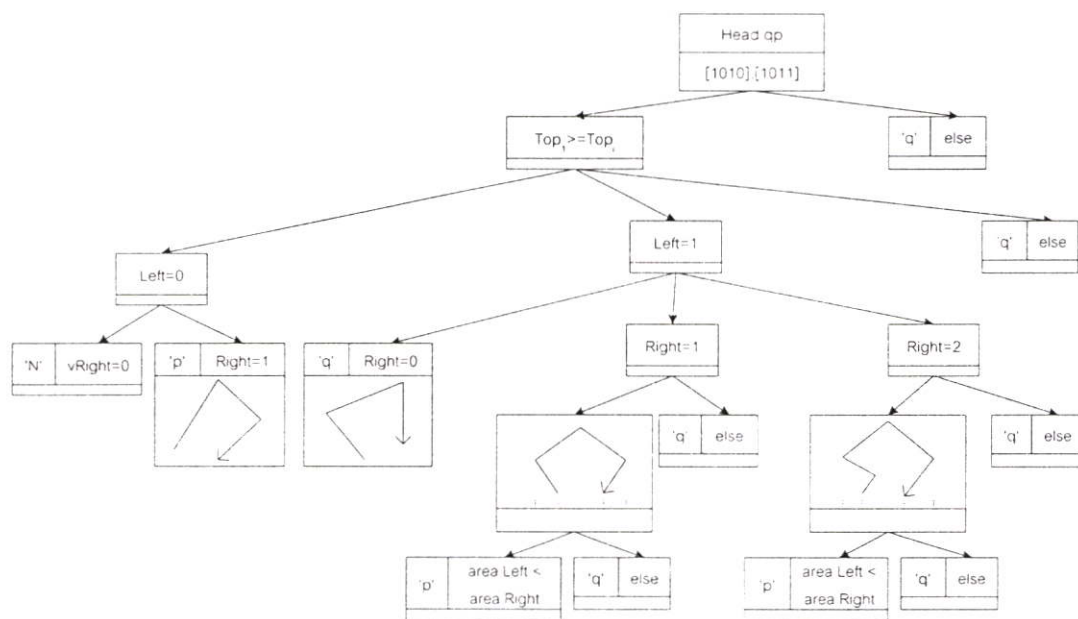 Head qp
[1010],[1011]
Top₁>=Topᵢ
'q' else
Left=0
Left=1
'q' else
'N' vRight=0
'p' Right=1
'q' Right=0
Right=1
Right=2
'q' else
'q' else
'p' area Left <
area Right
'q' else
'p' area Left <
area Right
'q' else